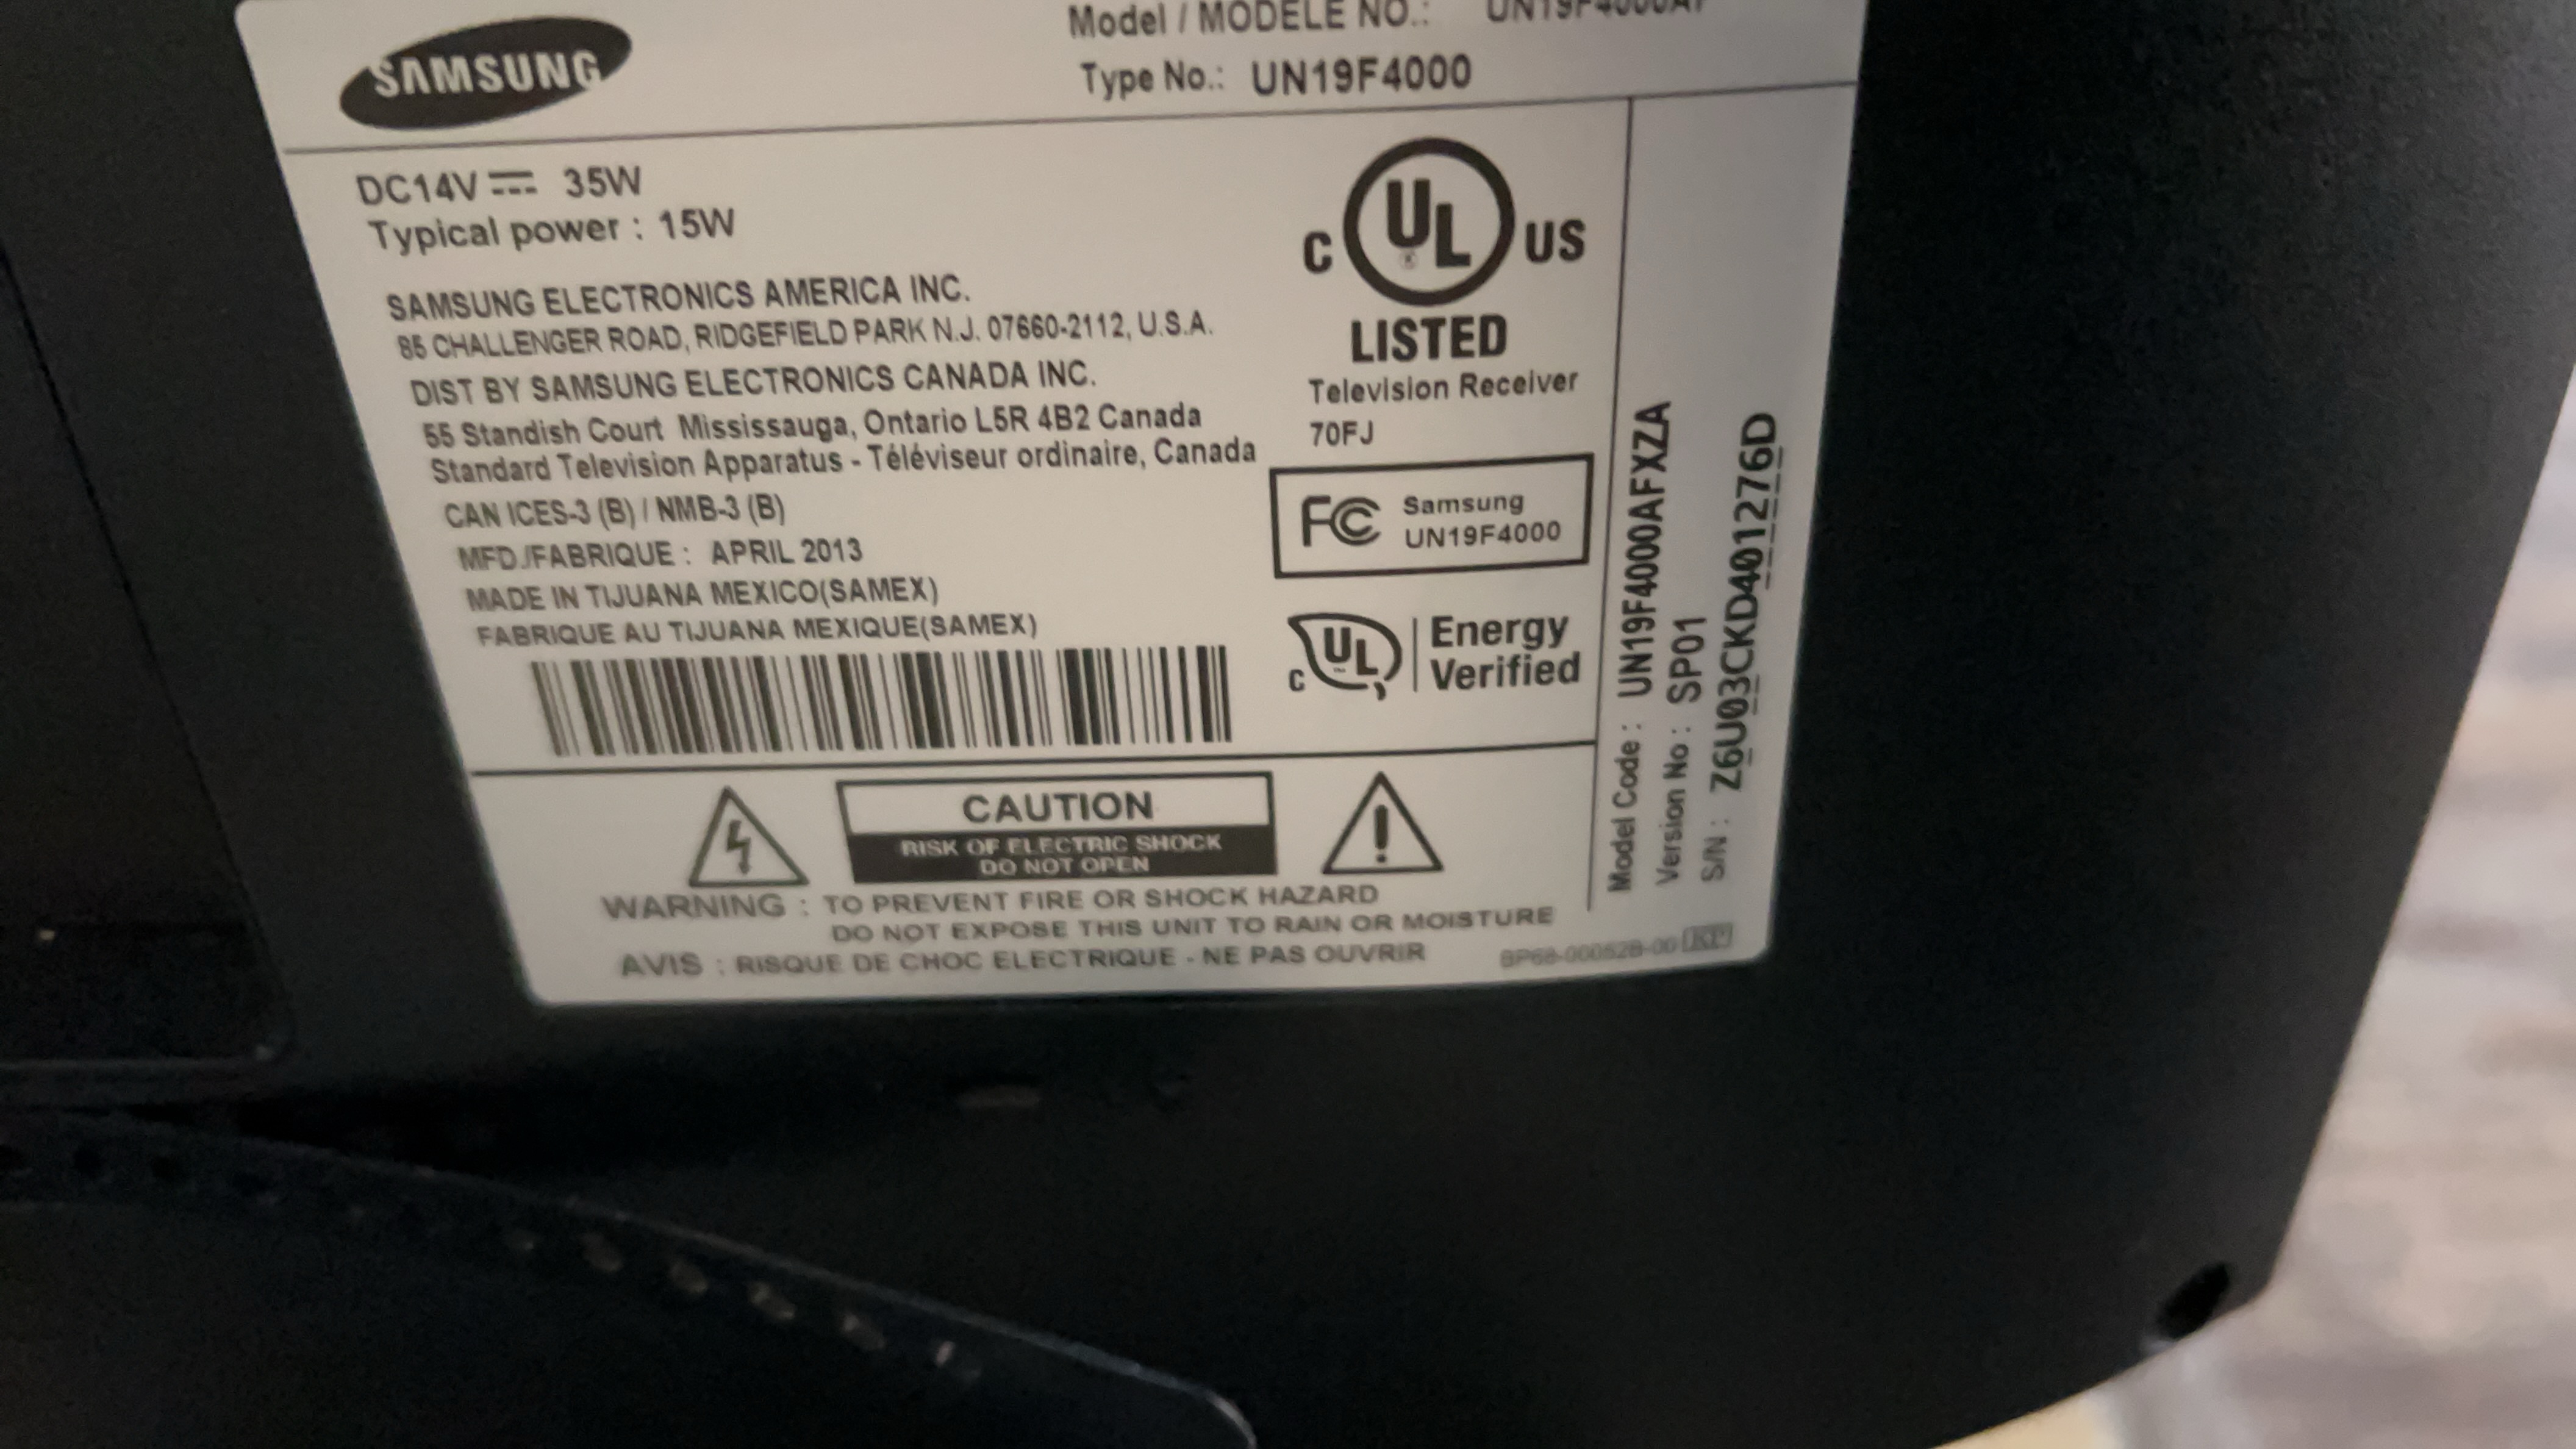 SAMSUNG
Model / MODELE NO.: UN19F4000AF
Type No.: UN19F4000
DC14V 35W
Typical power : 15W
SAMSUNG ELECTRONICS AMERICA INC.
85 CHALLENGER ROAD, RIDGEFIELD PARK N.J. 07660-2112, U.S.A.
DIST BY SAMSUNG ELECTRONICS CANADA INC.
55 Standish Court Mississauga, Ontario L5R 4B2 Canada
Standard Television Apparatus - Téléviseur ordinaire, Canada
CAN ICES-3 (B) / NMB-3 (B)
MFD./FABRIQUE : APRIL 2013
MADE IN TIJUANA MEXICO(SAMEX)
FABRIQUE AU TIJUANA MEXIQUE(SAMEX)
C UL ® US
LISTED
Television Receiver
70FJ
FC Samsung
UN19F4000
C UL C Energy
Verified
CAUTION
RISK OF ELECTRIC SHOCK
DO NOT OPEN
WARNING : TO PREVENT FIRE OR SHOCK HAZARD
DO NOT EXPOSE THIS UNIT TO RAIN OR MOISTURE
AVIS : RISQUE DE CHOC ELECTRIQUE - NE PAS OUVRIR
Model Code : UN19F4000AFXZA
Version No : SP01
S/N : Z6U03CKD401276D